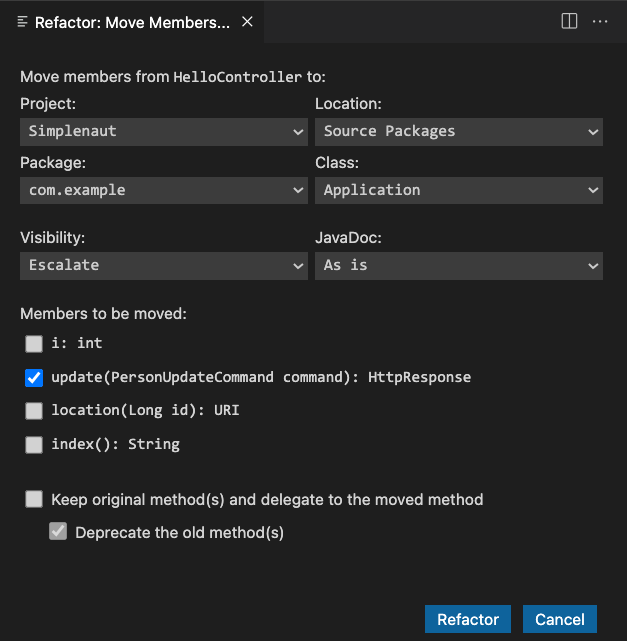 Refactor: Move Members...
Move members from HelloController to:
Project: Location:
Simplenaut Source Packages
Package: Class:
com.example Application
Visibility: JavaDoc:
Escalate As is
Members to be moved:
i: int
update(PersonUpdateCommand command): HttpResponse
location(Long id): URI
index(): String
Keep original method(s) and delegate to the moved method
Deprecate the old method(s)
Refactor Cancel